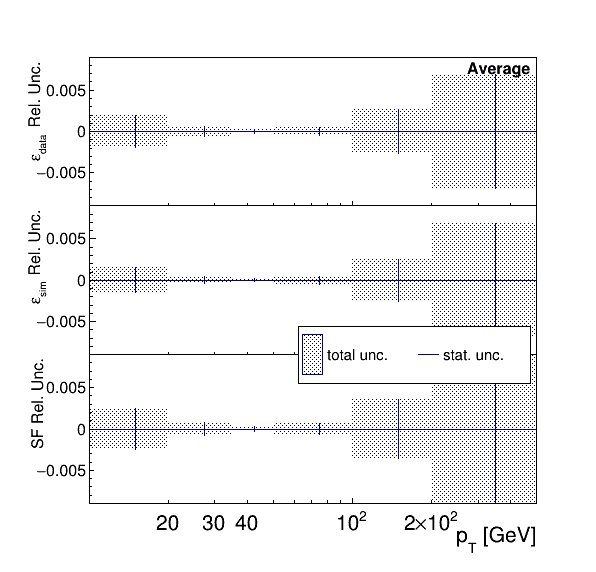 Average
ε_data Rel. Unc.
0.005
0
−0.005
ε_sim Rel. Unc.
0.005
0
−0.005
total unc.
stat. unc.
SF Rel. Unc.
0.005
0
−0.005
20 30 40 10² 2×10²
p_T [GeV]